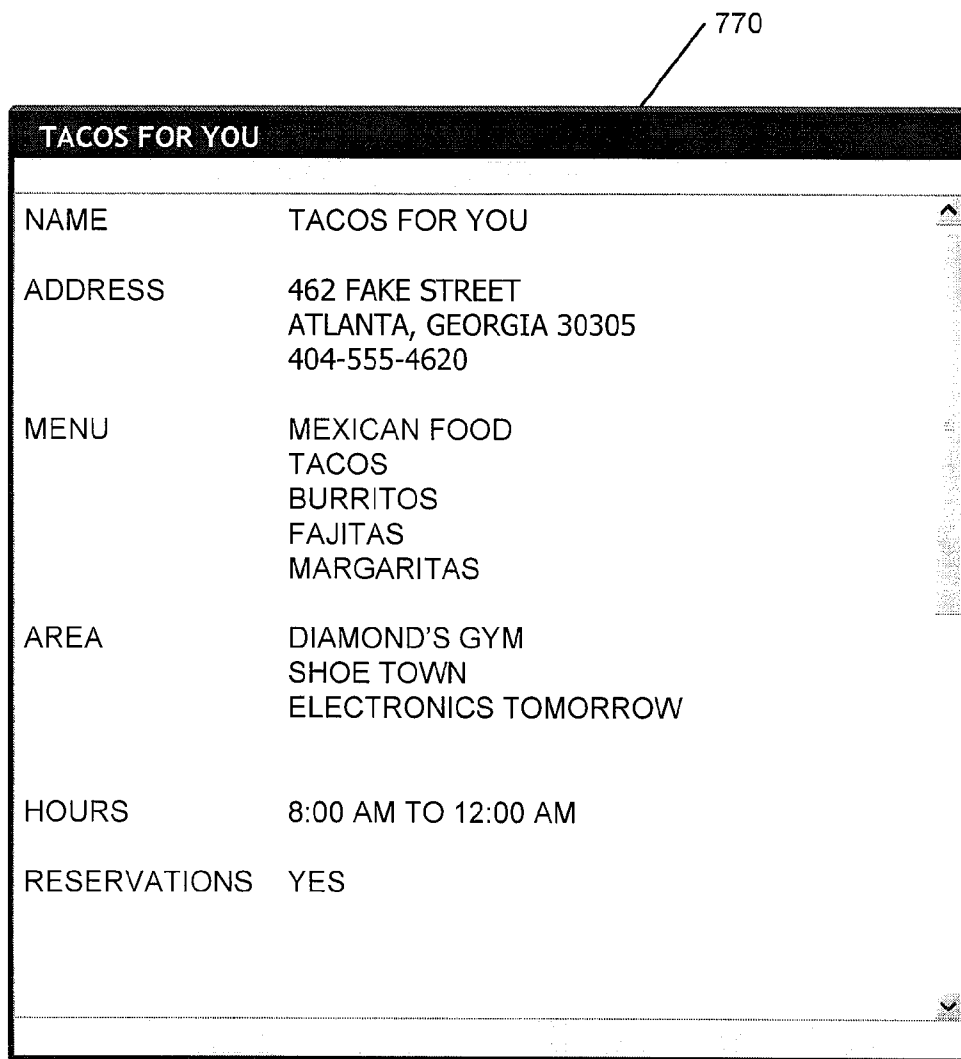 770
TACOS FOR YOU
NAME TACOS FOR YOU
ADDRESS 462 FAKE STREET
ATLANTA, GEORGIA 30305
404-555-4620
MENU MEXICAN FOOD
TACOS
BURRITOS
FAJITAS
MARGARITAS
AREA DIAMOND'S GYM
SHOE TOWN
ELECTRONICS TOMORROW
HOURS 8:00 AM TO 12:00 AM
RESERVATIONS YES